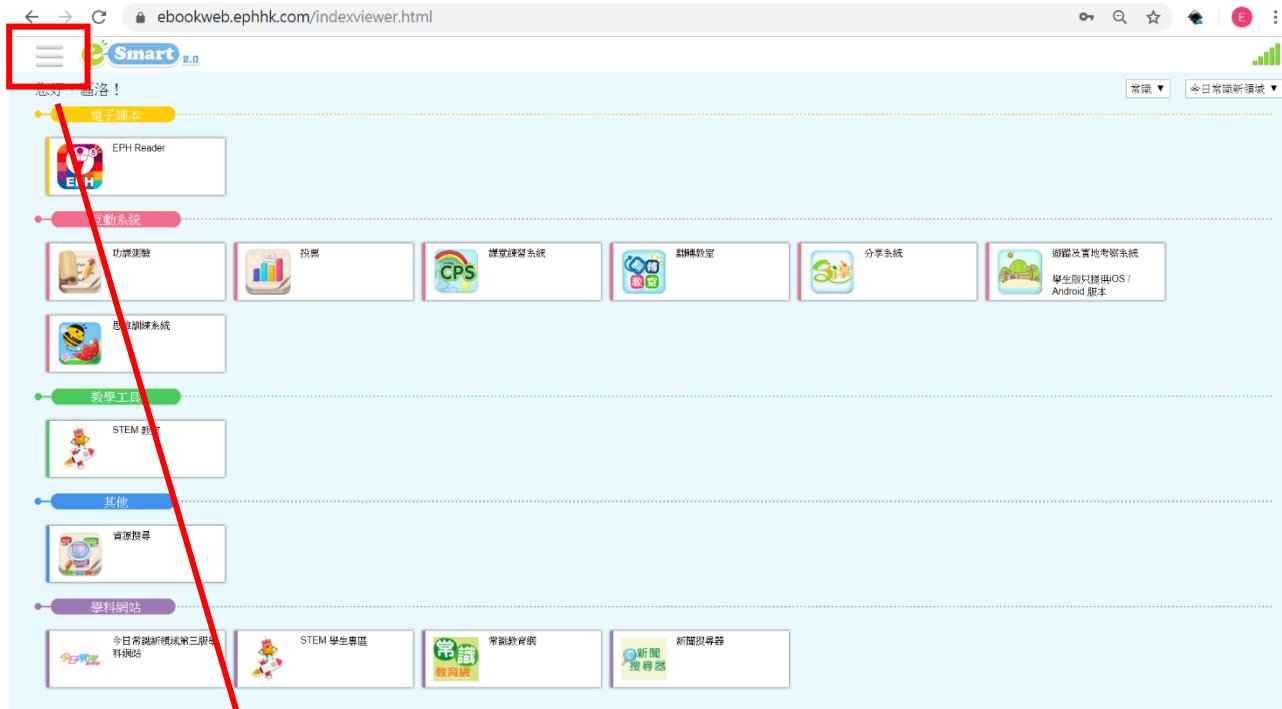 ebookweb.ephhk.com/indexviewer.html
E
e Smart 2.0
您好，區洛！
常識 ▼
今日常識新領域 ▼
電子課本
EPH Reader
EPH
互動系統
功課測驗
投票
課堂練習系統
CPS
翻轉教室
分享系統
遊蹤及實地考察系統
學生版只提供iOS /
Android 版本
思維訓練系統
教學工具
STEM 教室
其他
資源搜尋
學科網站
今日常識新領域第三版學
科網站
STEM 學生專區
常識
教育網
常識教育網
新聞
搜尋器
新聞搜尋器